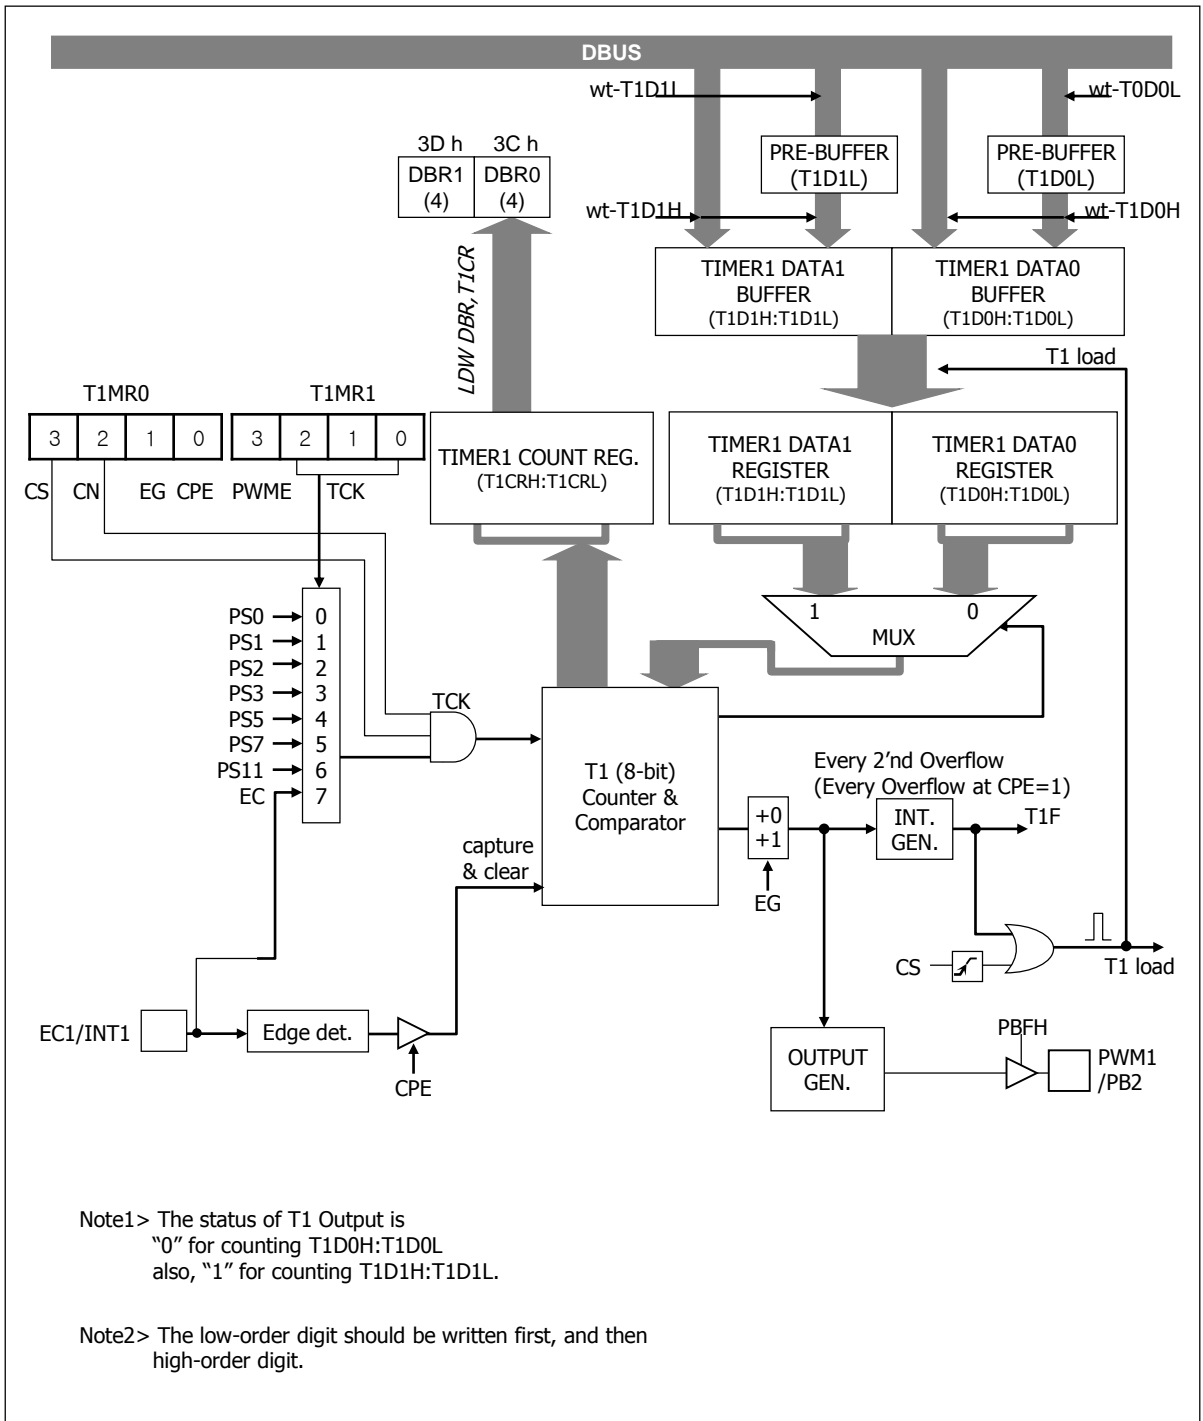 DBUS
wt-T1D1L
wt-T0D0L
3D h
3C h
DBR1
(4)
DBR0
(4)
PRE-BUFFER
(T1D1L)
PRE-BUFFER
(T1D0L)
wt-T1D1H
wt-T1D0H
LDW DBR,T1CR
TIMER1 DATA1
BUFFER
(T1D1H:T1D1L)
TIMER1 DATA0
BUFFER
(T1D0H:T1D0L)
T1 load
T1MR0
T1MR1
3 2 1 0
3 2 1 0
CS CN EG CPE PWME TCK
TIMER1 COUNT REG.
(T1CRH:T1CRL)
TIMER1 DATA1
REGISTER
(T1D1H:T1D1L)
TIMER1 DATA0
REGISTER
(T1D0H:T1D0L)
1 0
MUX
PS0 0
PS1 1
PS2 2
PS3 3
PS5 4
PS7 5
PS11 6
EC 7
TCK
T1 (8-bit)
Counter &
Comparator
Every 2'nd Overflow
(Every Overflow at CPE=1)
+0
+1
EG
INT.
GEN.
T1F
capture
& clear
CS
T1 load
EC1/INT1
Edge det.
CPE
OUTPUT
GEN.
PBFH
PWM1
/PB2
Note1> The status of T1 Output is
“0” for counting T1D0H:T1D0L
also, “1” for counting T1D1H:T1D1L.
Note2> The low-order digit should be written first, and then
high-order digit.